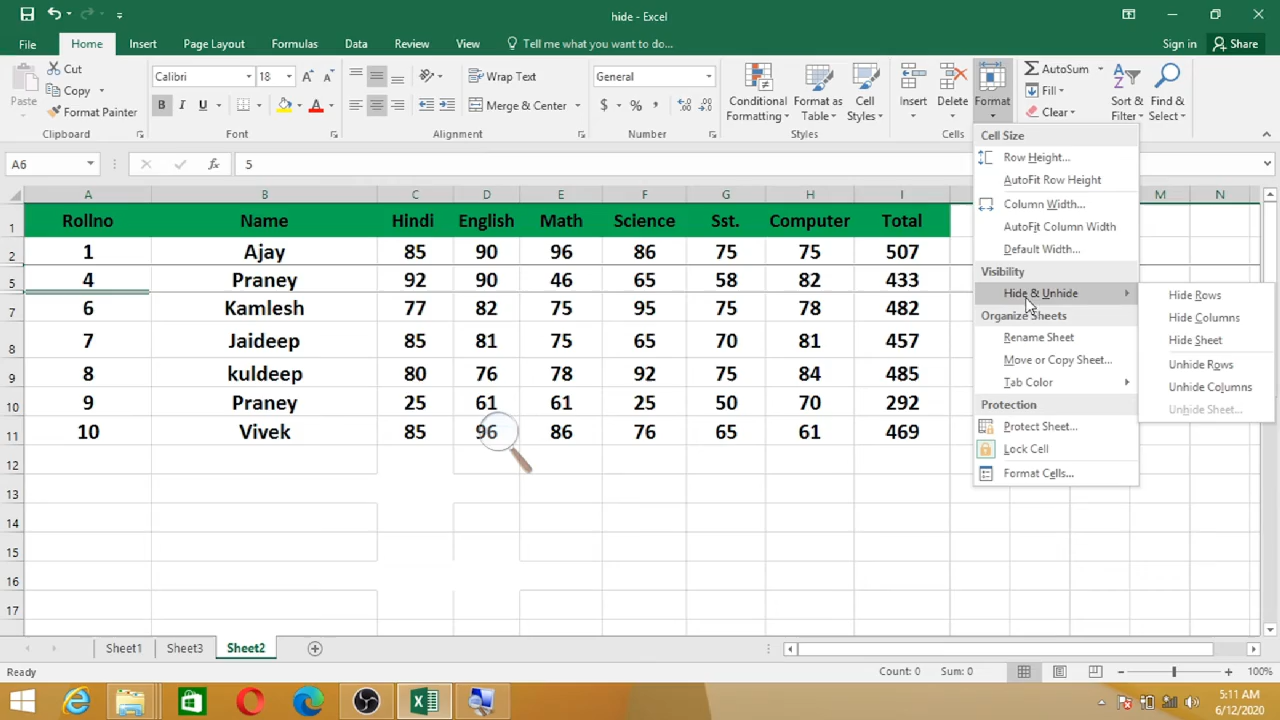 hide - Excel
File Home Insert Page Layout Formulas Data Review View Tell me what you want to do... Sign in Share
Paste Cut Copy Format Painter
Clipboard
Calibri 18
B I U A
Font
Wrap Text
Merge & Center
Alignment
General
$ % ,
Number
Conditional Formatting Format as Table Cell Styles
Styles
Insert Delete Format
Cells
AutoSum
Fill
Clear
Sort & Filter Find & Select
A6 fx 5
A B C D E F G H I M N
1 Rollno Name Hindi English Math Science Sst. Computer Total
2 1 Ajay 85 90 96 86 75 75 507
5 4 Praney 92 90 46 65 58 82 433
7 6 Kamlesh 77 82 75 95 75 78 482
8 7 Jaideep 85 81 75 65 70 81 457
9 8 kuldeep 80 76 78 92 75 84 485
10 9 Praney 25 61 61 25 50 70 292
11 10 Vivek 85 96 86 76 65 61 469
12
13
14
15
16
17
Cell Size
Row Height...
AutoFit Row Height
Column Width...
AutoFit Column Width
Default Width...
Visibility
Hide & Unhide
Organize Sheets
Rename Sheet
Move or Copy Sheet...
Tab Color
Protection
Protect Sheet...
Lock Cell
Format Cells...
Hide Rows
Hide Columns
Hide Sheet
Unhide Rows
Unhide Columns
Unhide Sheet...
Sheet1 Sheet3 Sheet2
Ready Count: 0 Sum: 0 100%
5:11 AM
6/12/2020